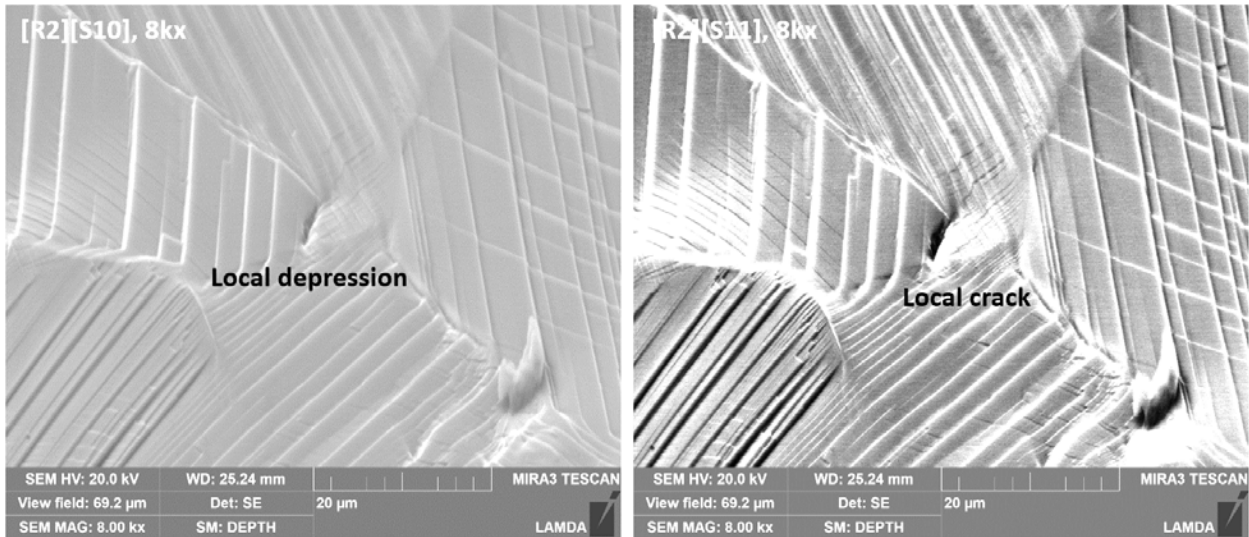 [R2][S10], 8kx
Local depression
SEM HV: 20.0 kV
WD: 25.24 mm
MIRA3 TESCAN
View field: 69.2 µm
Det: SE
20 µm
SEM MAG: 8.00 kx
SM: DEPTH
LAMDA
[R2][S11], 8kx
Local crack
SEM HV: 20.0 kV
WD: 25.24 mm
MIRA3 TESCAN
View field: 69.2 µm
Det: SE
20 µm
SEM MAG: 8.00 kx
SM: DEPTH
LAMDA